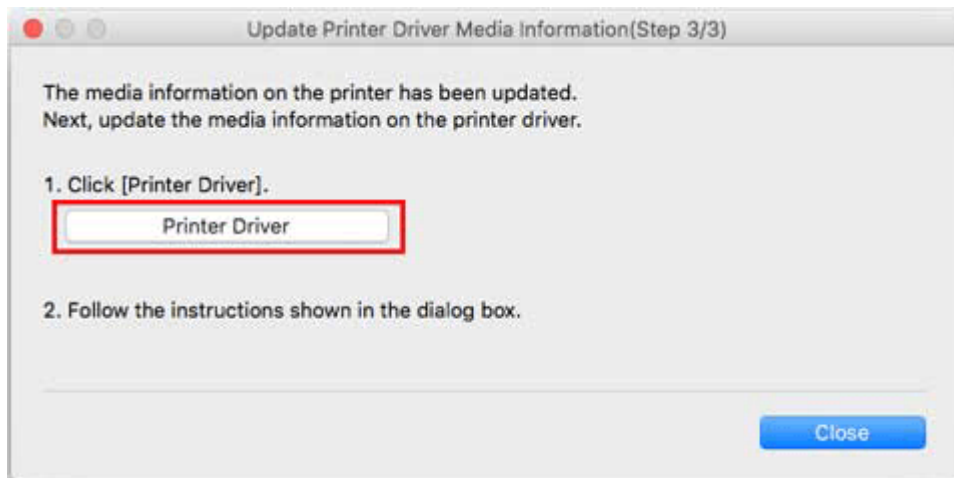 Update Printer Driver Media Information(Step 3/3)
The media information on the printer has been updated.
Next, update the media information on the printer driver.
1. Click [Printer Driver].
Printer Driver
2. Follow the instructions shown in the dialog box.
Close